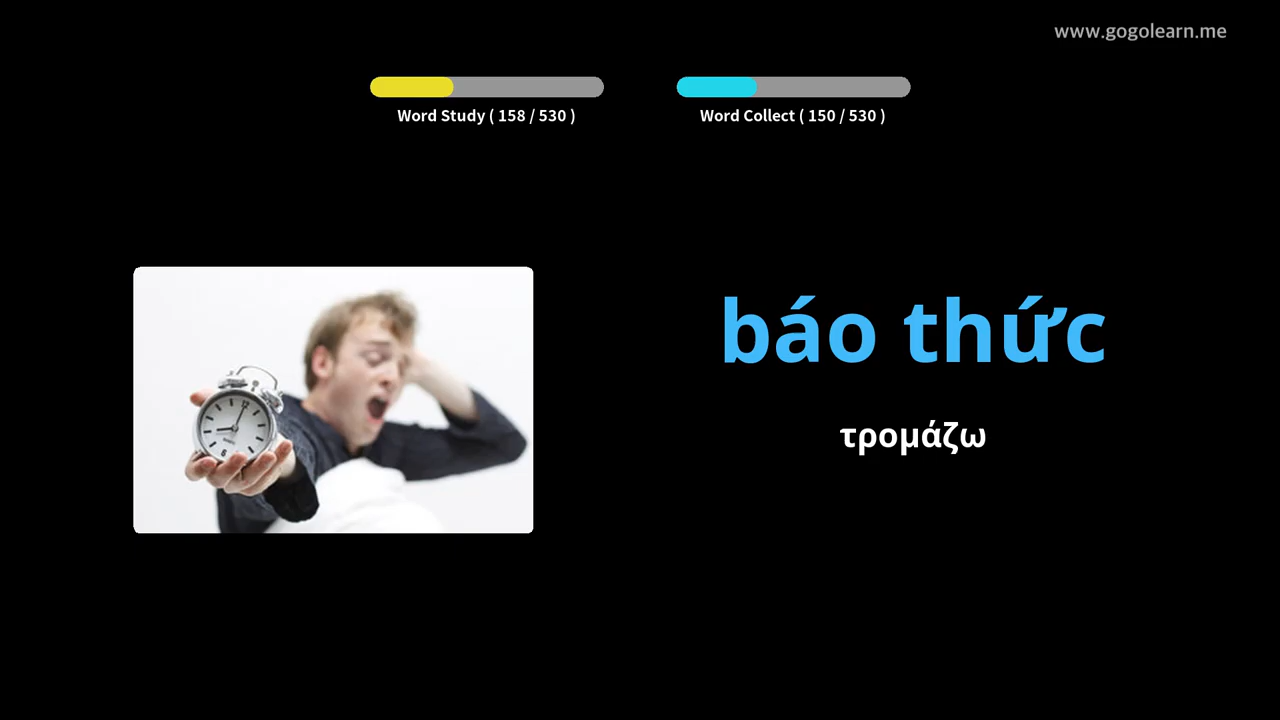 www.gogolearn.me
Word Study ( 158 / 530 )
Word Collect ( 150 / 530 )
báo thức
τρομάζω